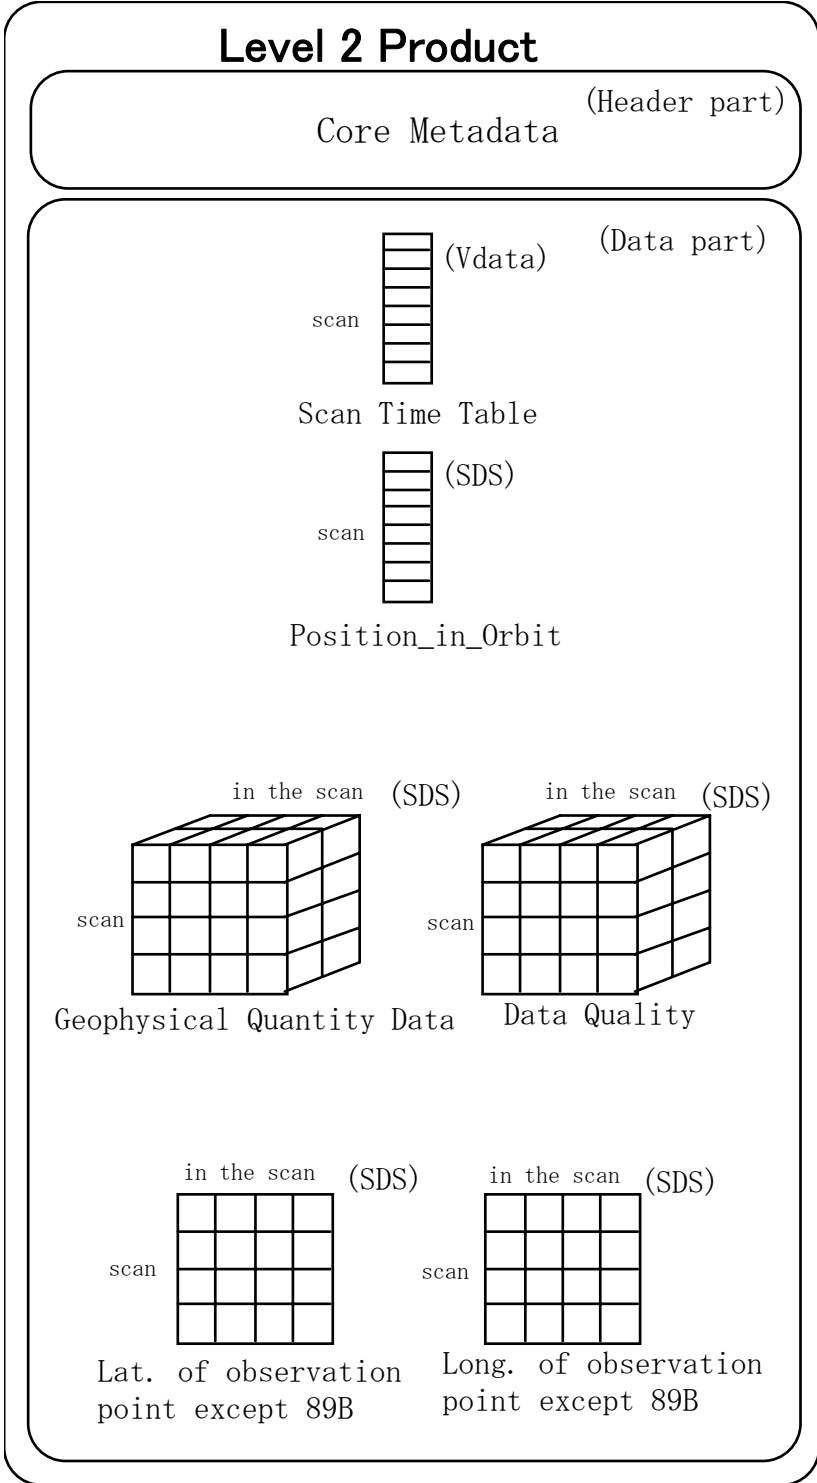 Level 2 Product
(Header part)
Core Metadata
(Data part)
(Vdata)
scan
Scan Time Table
(SDS)
scan
Position_in_Orbit
in the scan (SDS)
in the scan (SDS)
scan
scan
Geophysical Quantity Data
Data Quality
in the scan (SDS)
in the scan (SDS)
scan
scan
Lat. of observation
point except 89B
Long. of observation
point except 89B